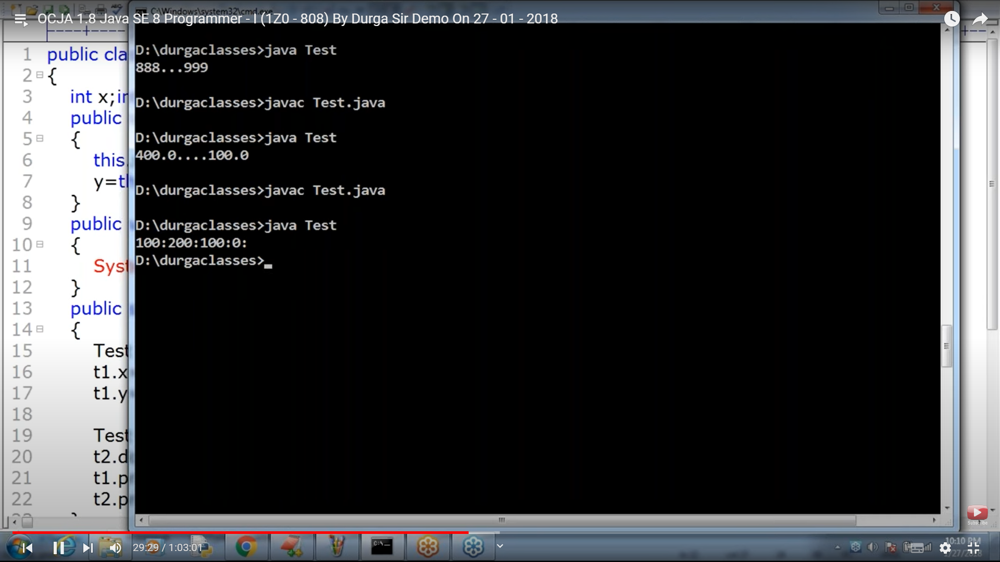 C:\Windows\system32\cmd.exe
OCJA 1.8 Java SE 8 Programmer - I (1Z0 - 808) By Durga Sir Demo On 27 - 01 - 2018
1 public cla
2 {
3 int x;in
4 public
5 {
6 this.
7 y=th
8 }
9 public
10 {
11 Syst
12 }
13 public
14 {
15 Test
16 t1.x
17 t1.y
18
19 Test
20 t2.d
21 t1.p
22 t2.p
D:\durgaclasses>java Test
888...999
D:\durgaclasses>javac Test.java
D:\durgaclasses>java Test
400.0....100.0
D:\durgaclasses>javac Test.java
D:\durgaclasses>java Test
100:200:100:0:
D:\durgaclasses>_
Subscribe
29:29 / 1:03:01
10:10 PM
1/27/2018